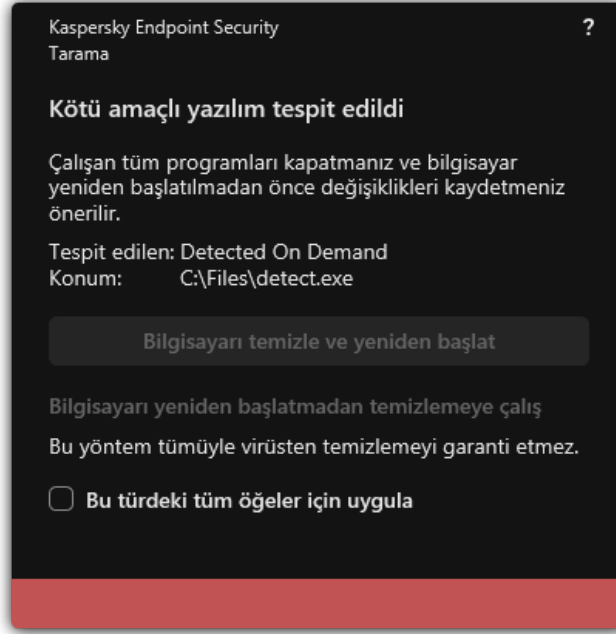 Kaspersky Endpoint Security
?
Tarama
Kötü amaçlı yazılım tespit edildi
Çalışan tüm programları kapatmanız ve bilgisayar
yeniden başlatılmadan önce değişiklikleri kaydetmeniz
önerilir.
Tespit edilen: Detected On Demand
Konum: C:\Files\detect.exe
Bilgisayarı temizle ve yeniden başlat
Bilgisayarı yeniden başlatmadan temizlemeye çalış
Bu yöntem tümüyle virüsten temizlemeyi garanti etmez.
Bu türdeki tüm öğeler için uygula